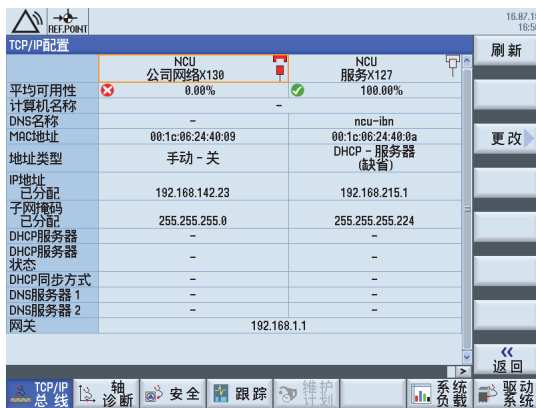 REF.POINT
TCP/IP配置
NCU
公司网络X130
NCU
服务X127
平均可用性 0.00% 100.00%
计算机名称 –
DNS名称 – ncu-ibn
MAC地址 00:1c:06:24:40:09 00:1c:06:24:40:0a
地址类型 手动 – 关 DHCP – 服务器
(缺省)
IP地址
已分配 192.168.142.23 192.168.215.1
子网掩码
已分配 255.255.255.0 255.255.255.224
DHCP服务器 – –
DHCP服务器
状态 – –
DHCP同步方式 – –
DNS服务器 1 – –
DNS服务器 2 – –
网关 192.168.1.1
刷新
更改
«
返回
TCP/IP
总线
轴
诊断
安全
跟踪
维护
计划
系统
负载
驱动
系统